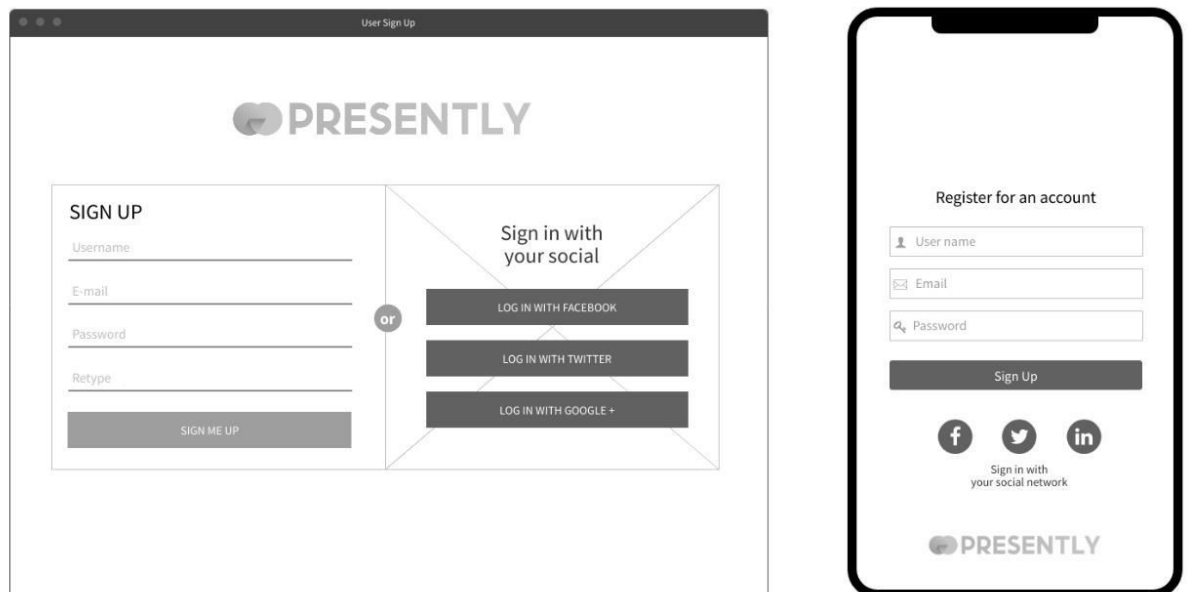 User Sign Up
PRESENTLY
SIGN UP
Username
E-mail
Password
Retype
SIGN ME UP
or
Sign in with
your social
LOG IN WITH FACEBOOK
LOG IN WITH TWITTER
LOG IN WITH GOOGLE +
Register for an account
User name
Email
Password
Sign Up
f in
Sign in with
your social network
PRESENTLY